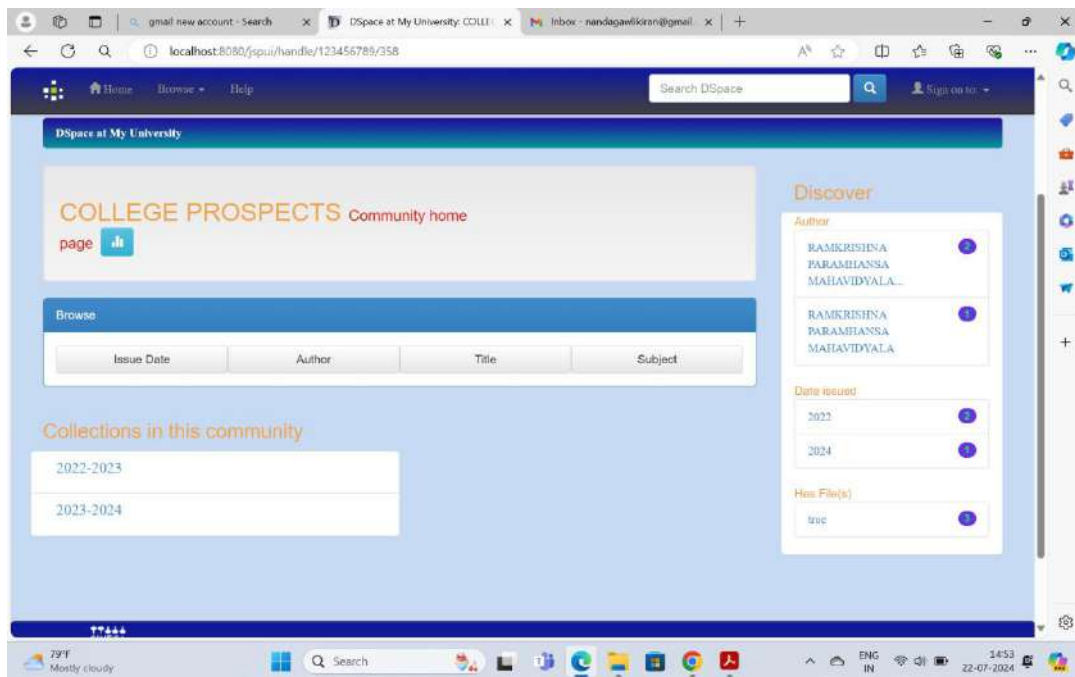 gmail new account - Search
DSpace at My University: COLLE
Inbox - nandagawlikiran@gmail.
localhost:8080/jspui/handle/123456789/358
Home Browse Help Search DSpace Sign on to:
DSpace at My University
COLLEGE PROSPECTS Community home
page
Browse
Issue Date Author Title Subject
Collections in this community
2022-2023
2023-2024
Discover
Author
RAMKRISHNA
PARAMHANSA
MAHAVIDYALA...
2
RAMKRISHNA
PARAMHANSA
MAHAVIDYALA
1
Date issued
2022 2
2024 1
Has File(s)
true 3
79°F
Mostly cloudy
Search
ENG
IN
14:53
22-07-2024